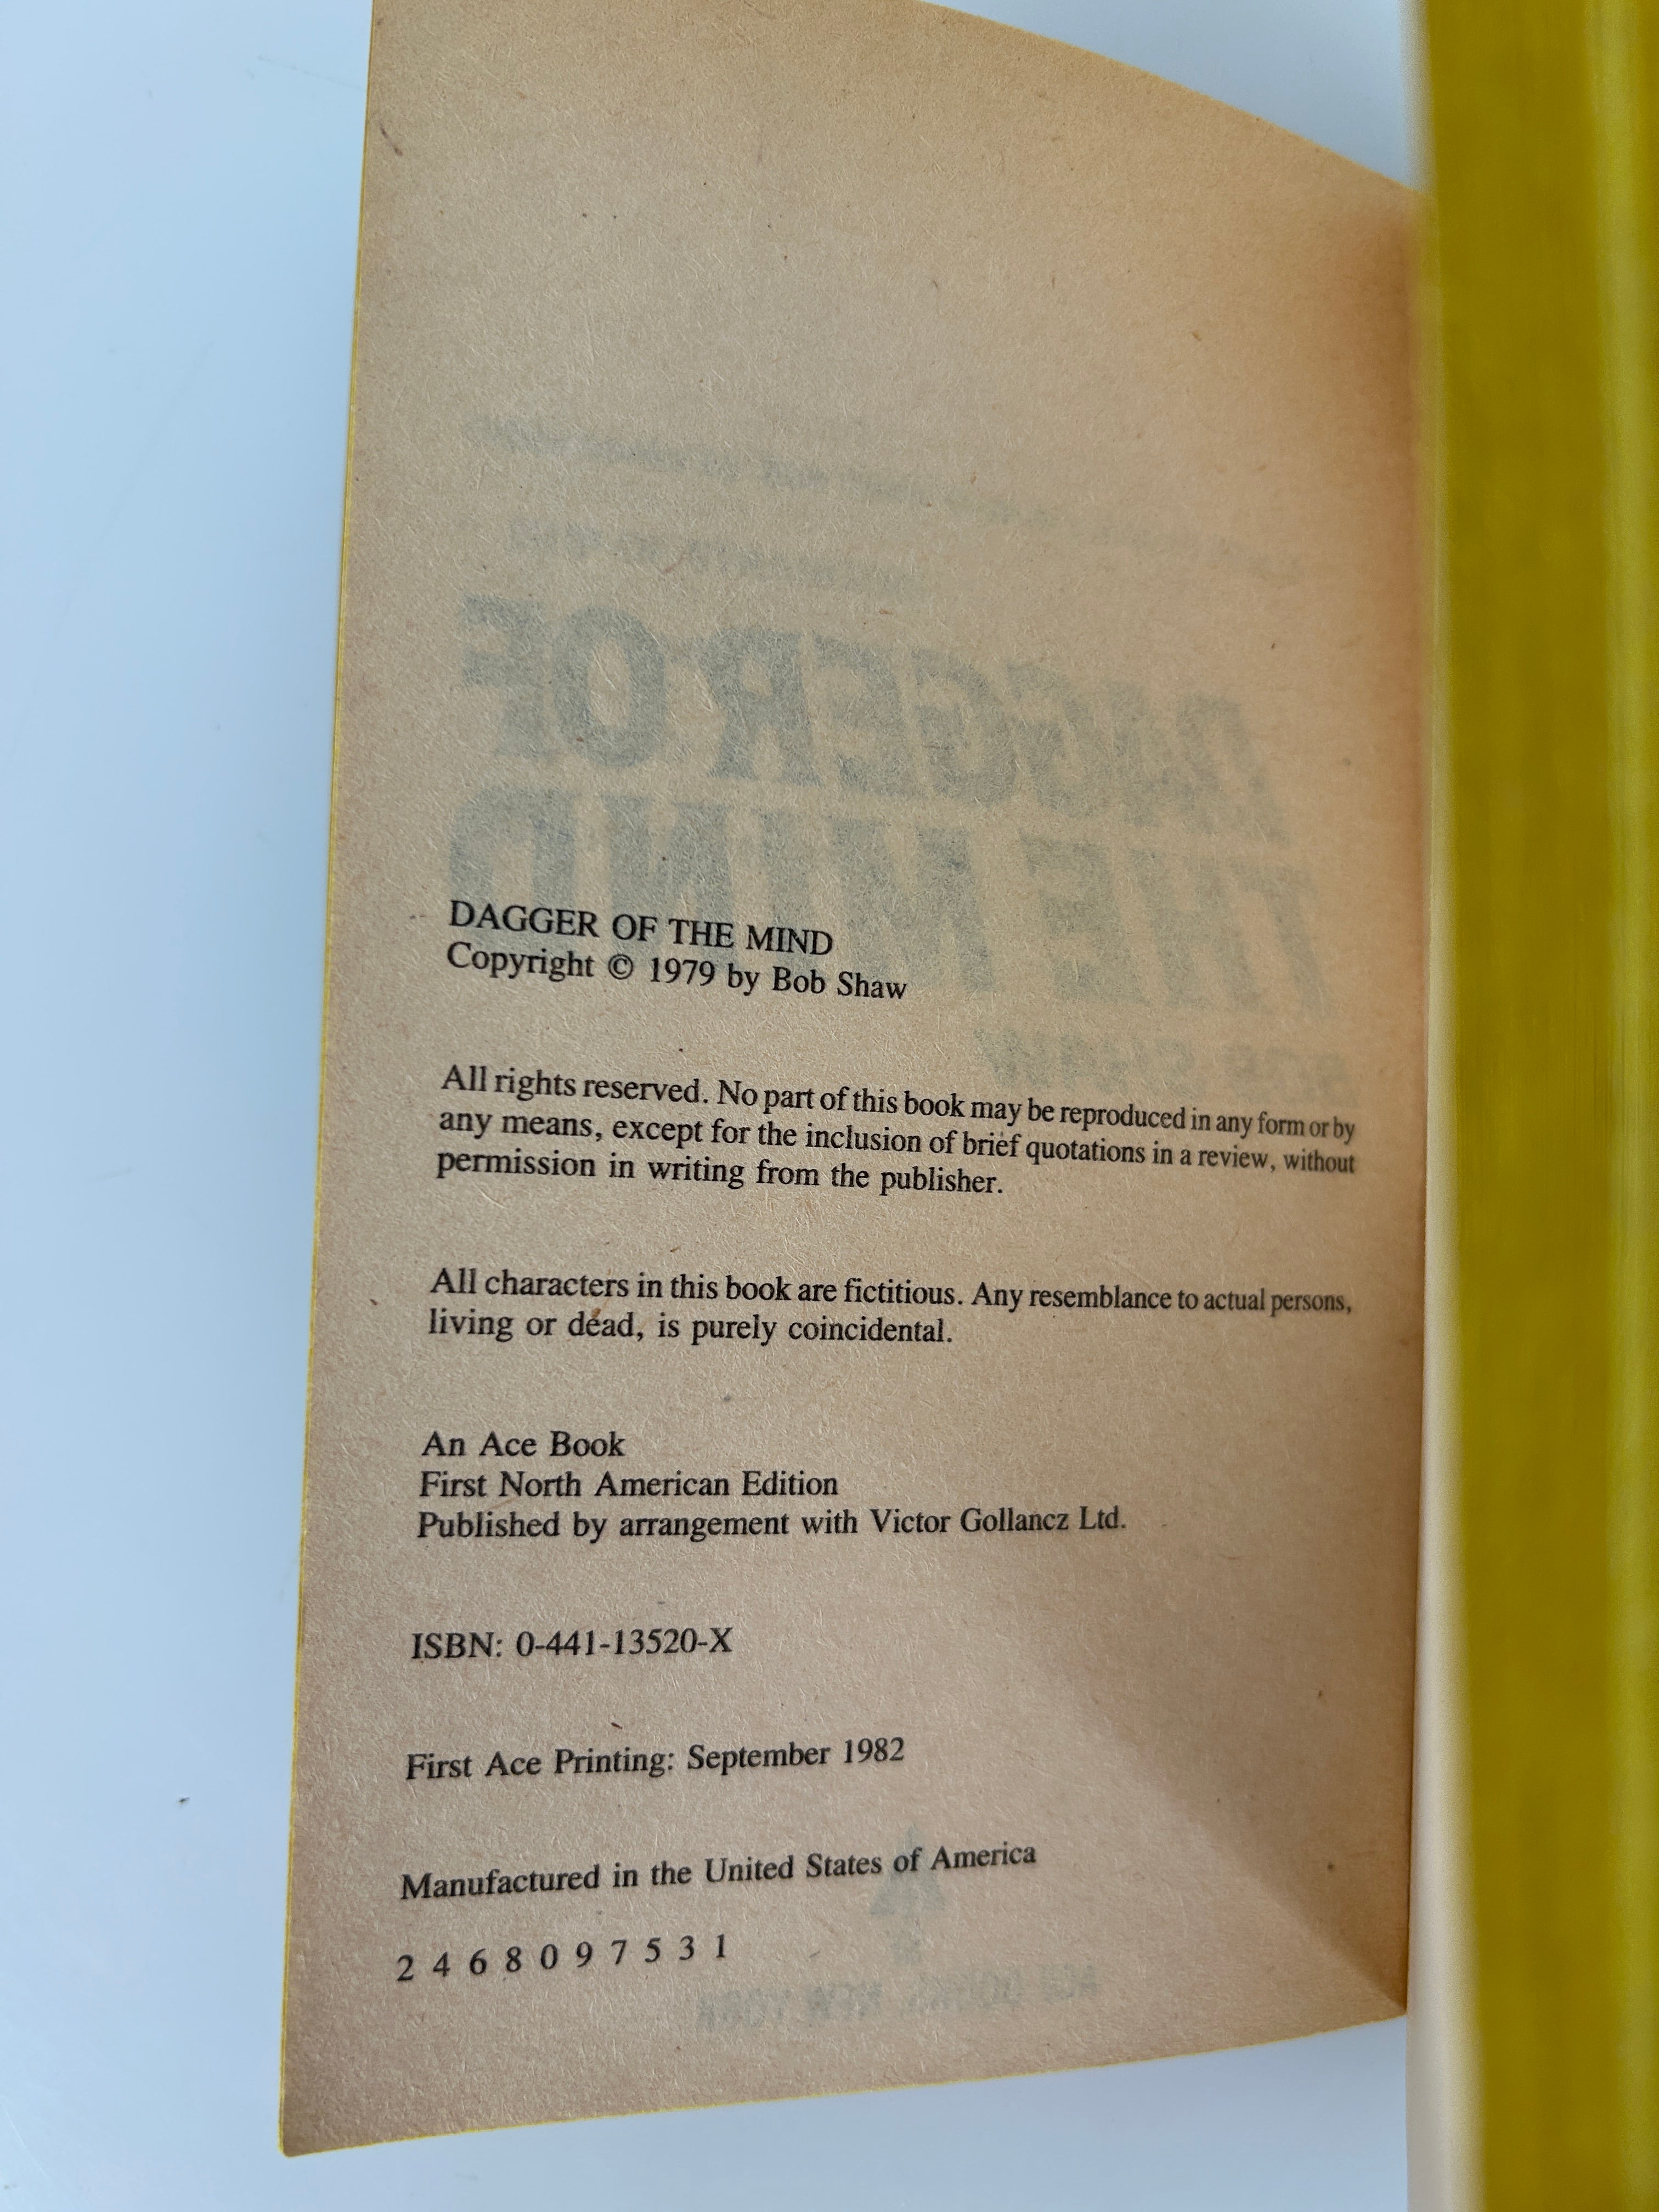 DAGGER OF THE MIND
Copyright © 1979 by Bob Shaw
All rights reserved. No part of this book may be reproduced in any form or by
any means, except for the inclusion of brief quotations in a review, without
permission in writing from the publisher.
All characters in this book are fictitious. Any resemblance to actual persons,
living or dead, is purely coincidental.
An Ace Book
First North American Edition
Published by arrangement with Victor Gollancz Ltd.
ISBN: 0-441-13520-X
First Ace Printing: September 1982
Manufactured in the United States of America
2 4 6 8 0 9 7 5 3 1